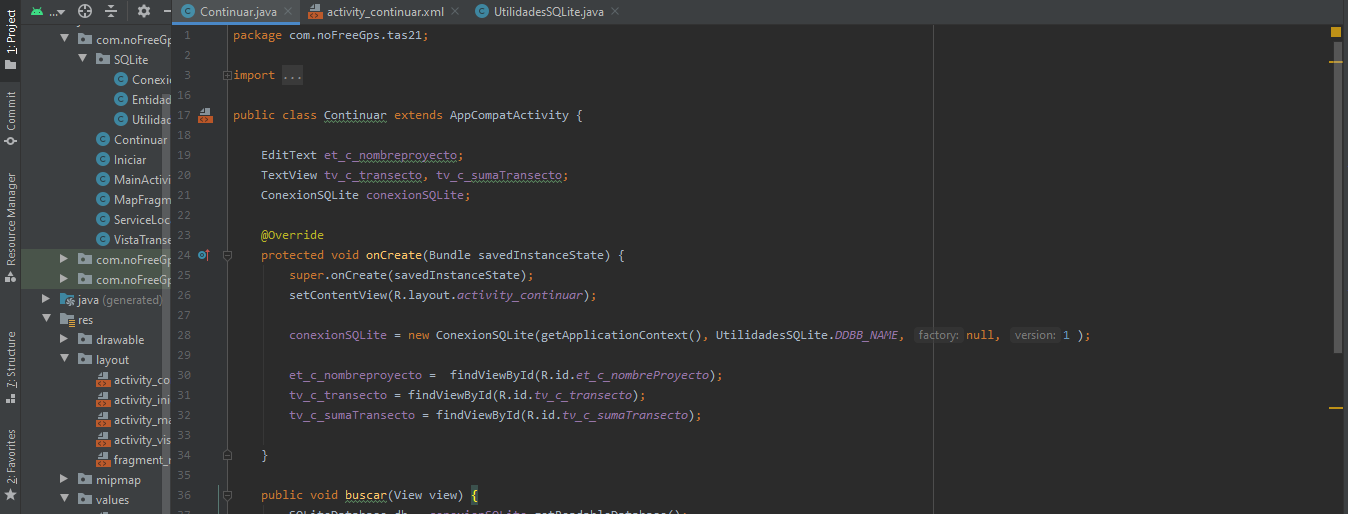 1: Project
Commit
Resource Manager
Z: Structure
2: Favorites
...
com.noFreeGp
SQLite
Conexi
Entidad
Utilidad
Continuar
Iniciar
MainActivi
MapFragm
ServiceLoc
VistaTranse
com.noFreeGp
com.noFreeGp
java (generated)
res
drawable
layout
activity_co
activity_ini
activity_ma
activity_vis
fragment_
mipmap
values
Continuar.java
activity_continuar.xml
UtilidadesSQLite.java
1 package com.noFreeGps.tas21;
2
3 import ...
16
17 public class Continuar extends AppCompatActivity {
18
19 EditText et_c_nombreproyecto;
20 TextView tv_c_transecto, tv_c_sumaTransecto;
21 ConexionSQLite conexionSQLite;
22
23 @Override
24 protected void onCreate(Bundle savedInstanceState) {
25 super.onCreate(savedInstanceState);
26 setContentView(R.layout.activity_continuar);
27
28 conexionSQLite = new ConexionSQLite(getApplicationContext(), UtilidadesSQLite.DDBB_NAME, factory: null, version: 1 );
29
30 et_c_nombreproyecto = findViewById(R.id.et_c_nombreProyecto);
31 tv_c_transecto = findViewById(R.id.tv_c_transecto);
32 tv_c_sumaTransecto = findViewById(R.id.tv_c_sumaTransecto);
33
34 }
35
36 public void buscar(View view) {